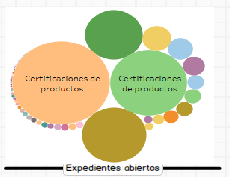 Certificaciones de
productos
Certificaciones
de productos
Expedientes abiertos